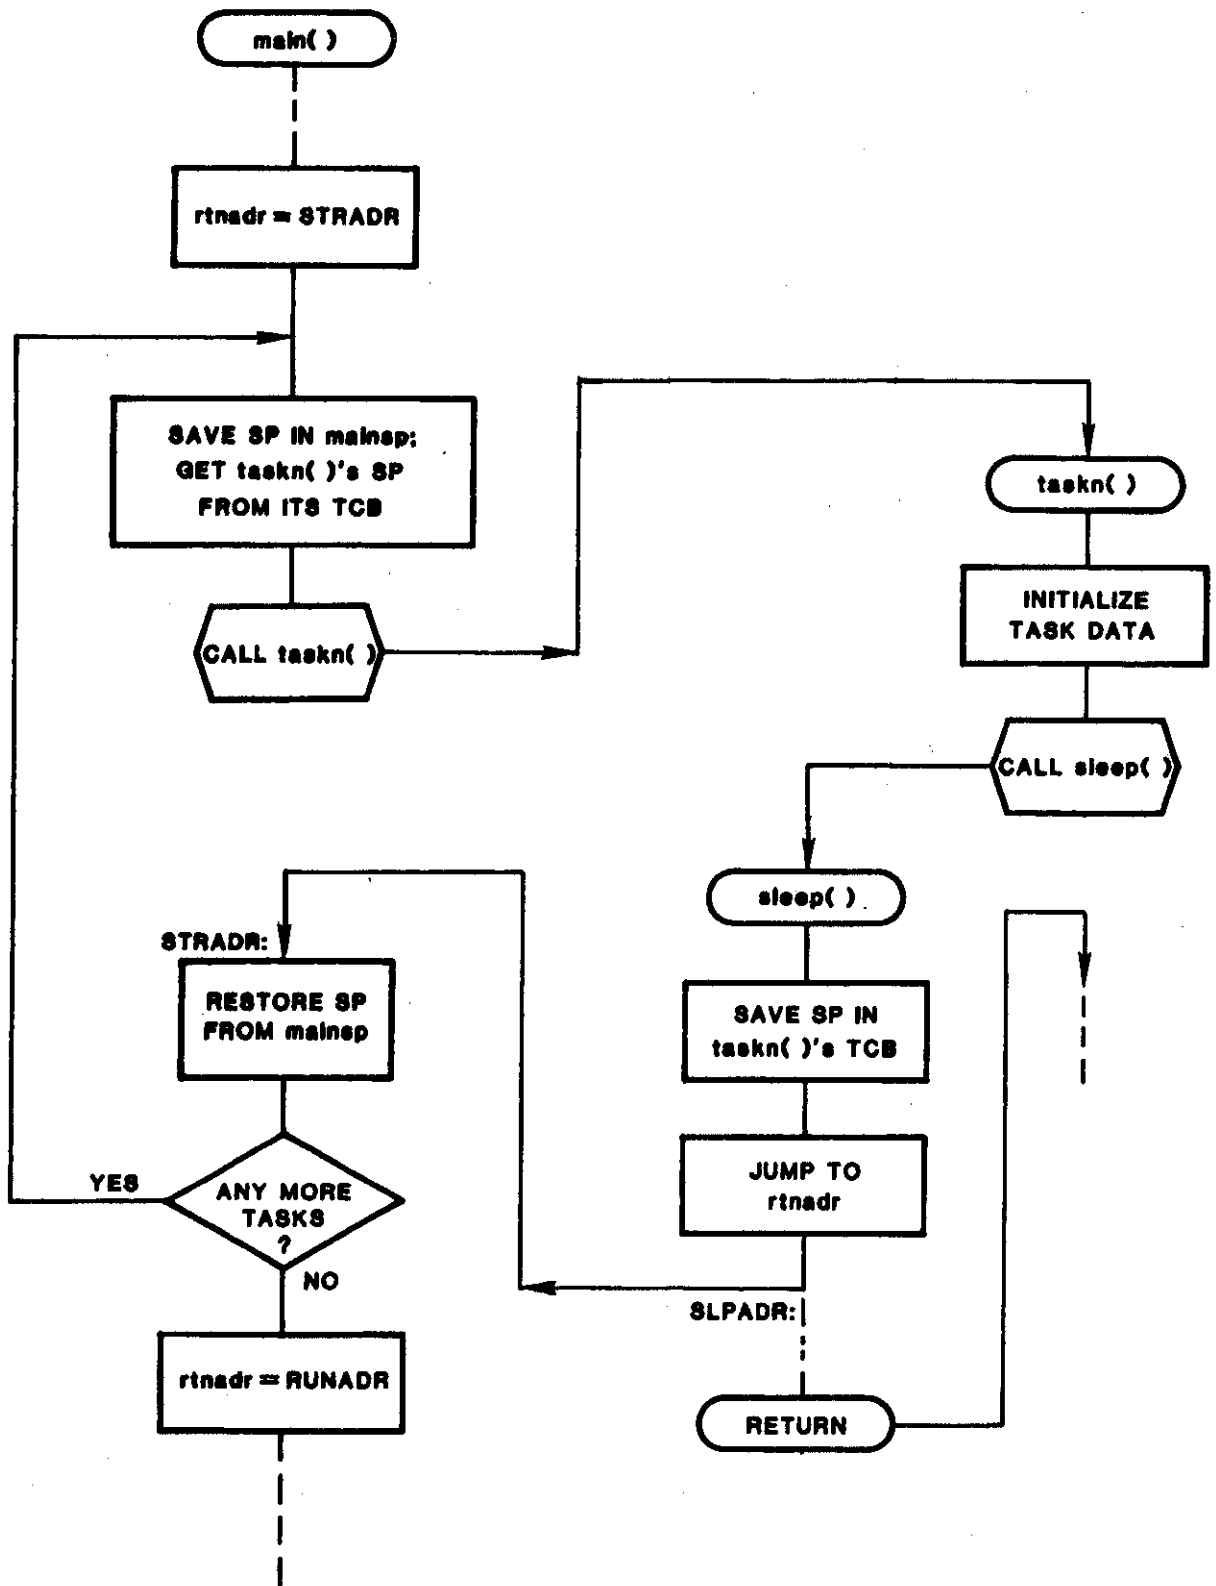 main( )
rtnadr = STRADR
SAVE SP IN mainsp;
GET taskn( )'s SP
FROM ITS TCB
CALL taskn( )
taskn( )
INITIALIZE
TASK DATA
CALL sleep( )
sleep( )
SAVE SP IN
taskn( )'s TCB
JUMP TO
rtnadr
STRADR:
RESTORE SP
FROM mainsp
YES
ANY MORE
TASKS
?
NO
rtnadr = RUNADR
SLPADR:
RETURN